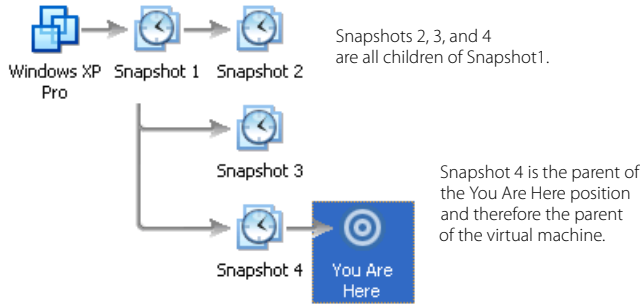 Windows XP
Pro
Snapshot 1
Snapshot 2
Snapshots 2, 3, and 4
are all children of Snapshot1.
Snapshot 3
Snapshot 4
You Are
Here
Snapshot 4 is the parent of
the You Are Here position
and therefore the parent
of the virtual machine.